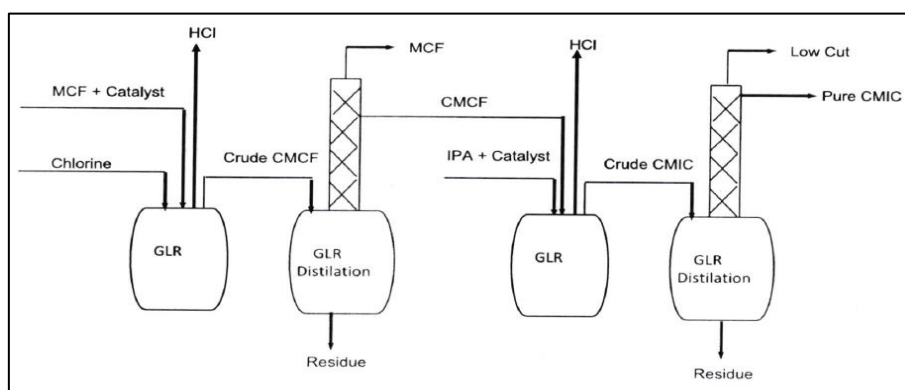 HCl
MCF
HCl
Low Cut
MCF + Catalyst
CMCF
Pure CMIC
Chlorine
Crude CMCF
IPA + Catalyst
Crude CMIC
GLR
GLR
Distilation
GLR
GLR
Distilation
Residue
Residue